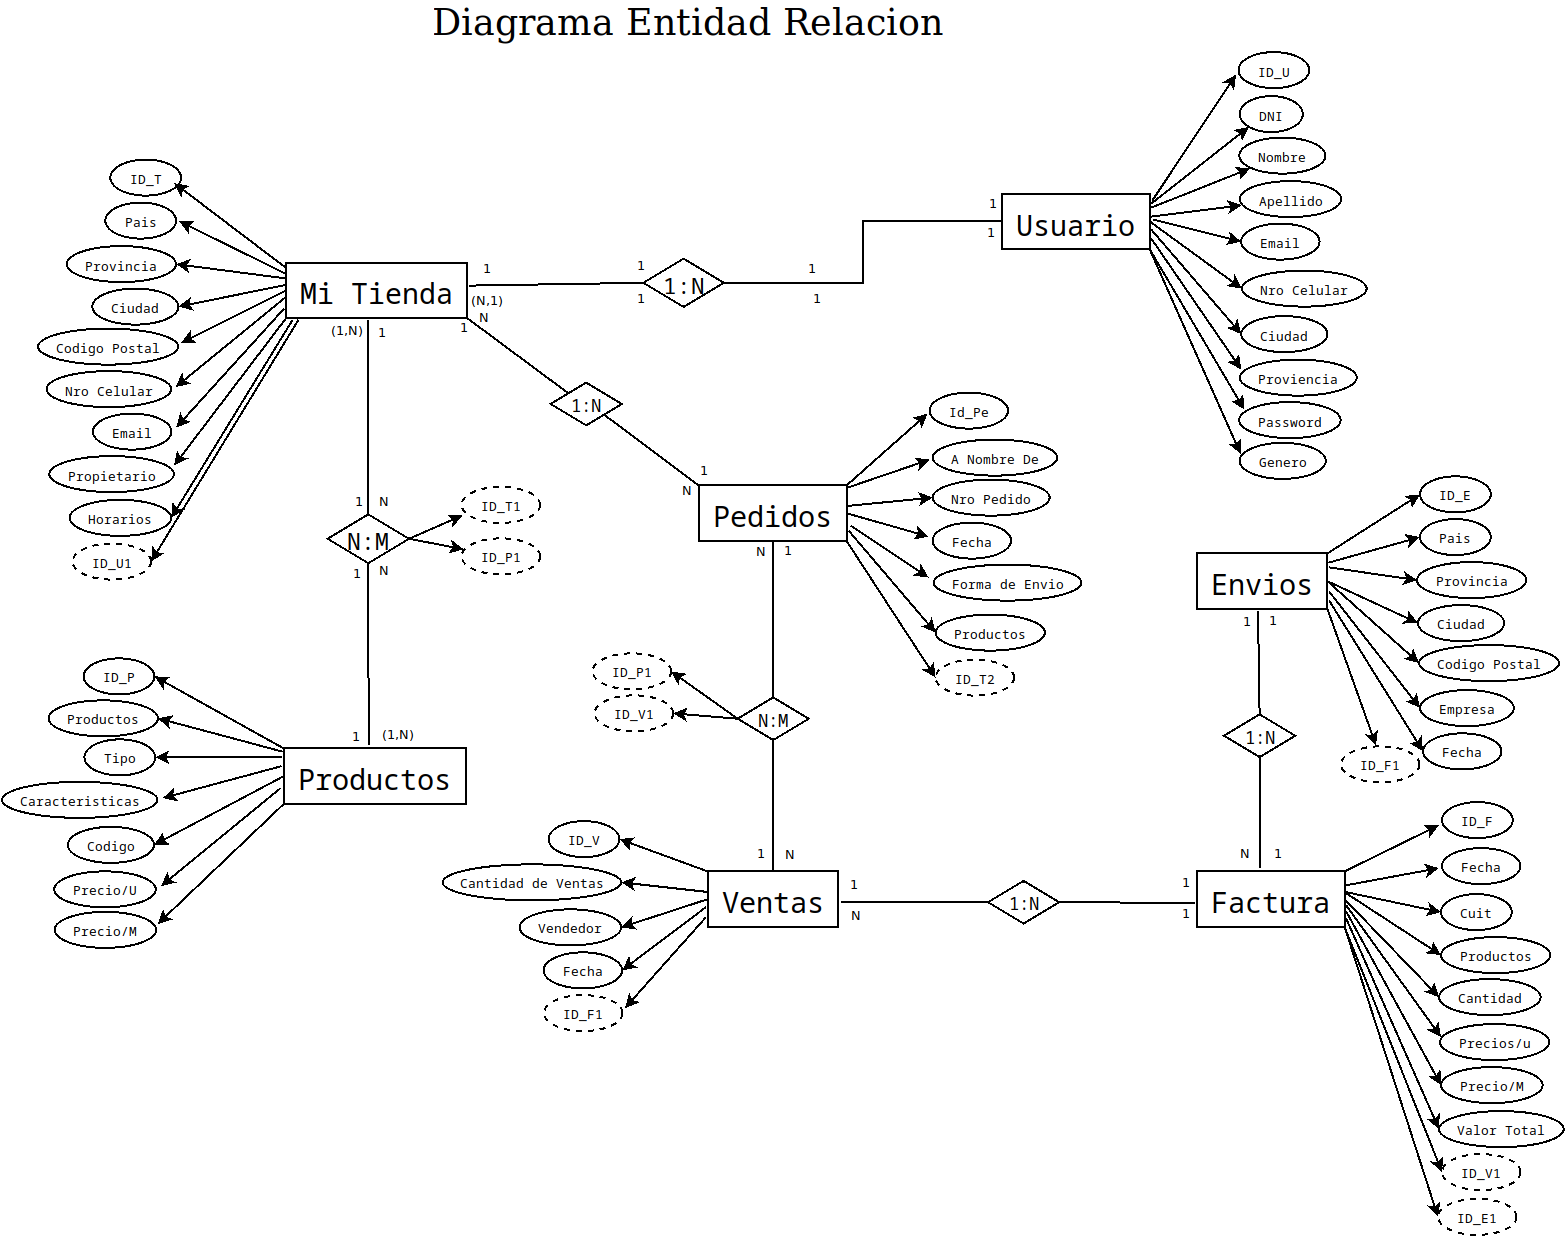 Diagrama Entidad Relacion
ID_U
DNI
Nombre
Apellido
Email
Nro Celular
Ciudad
Proviencia
Password
Genero
Usuario
1
1
ID_T
Pais
Provincia
Ciudad
Codigo Postal
Nro Celular
Email
Propietario
Horarios
ID_U1
Mi Tienda
1
(N,1)
N
1
(1,N)
1
1
1
1:N
1
1
1:N
1
N
1
N
N:M
1
N
ID_T1
ID_P1
1
(1,N)
Pedidos
Id_Pe
A Nombre De
Nro Pedido
Fecha
Forma de Envio
Productos
ID_T2
N
1
ID_P1
ID_V1
N:M
1
N
ID_P
Productos
Tipo
Caracteristicas
Codigo
Precio/U
Precio/M
Productos
Envios
ID_E
Pais
Provincia
Ciudad
Codigo Postal
Empresa
Fecha
ID_F1
1
1
1:N
N
1
ID_V
Cantidad de Ventas
Vendedor
Fecha
ID_F1
Ventas
1
N
1:N
1
1
Factura
ID_F
Fecha
Cuit
Productos
Cantidad
Precios/u
Precio/M
Valor Total
ID_V1
ID_E1